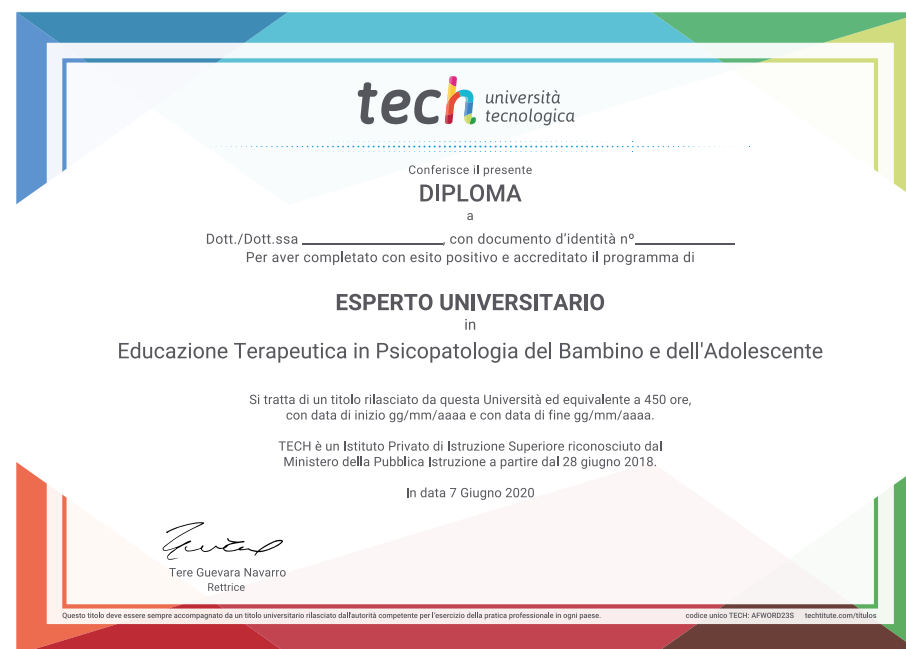 tech università
tecnologica
Conferisce il presente
DIPLOMA
a
Dott./Dott.ssa ____________________, con documento d'identità nº______________
Per aver completato con esito positivo e accreditato il programma di
ESPERTO UNIVERSITARIO
in
Educazione Terapeutica in Psicopatologia del Bambino e dell'Adolescente
Si tratta di un titolo rilasciato da questa Università ed equivalente a 450 ore,
con data di inizio gg/mm/aaaa e con data di fine gg/mm/aaaa.
TECH è un Istituto Privato di Istruzione Superiore riconosciuto dal
Ministero della Pubblica Istruzione a partire dal 28 giugno 2018.
In data 7 Giugno 2020
Tere Guevara Navarro
Rettrice
Questo titolo deve essere sempre accompagnato da un titolo universitario rilasciato dall'autorità competente per l'esercizio della pratica professionale in ogni paese. codice unico TECH: AFWORD23S techtitute.com/titulos